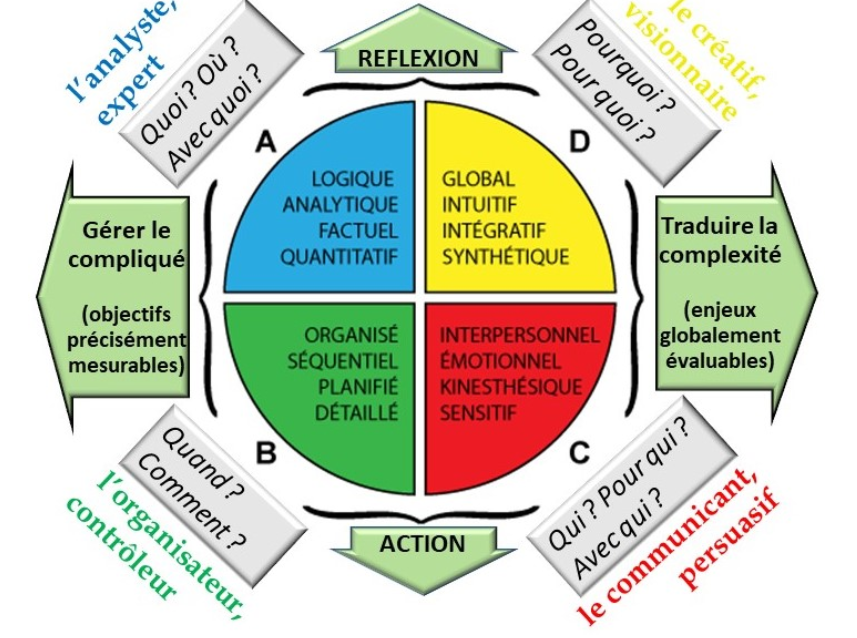 l'analyste,
expert
Quoi ? Où ?
Avec quoi ?
REFLEXION
le créatif,
visionnaire
Pourquoi ?
Pour quoi ?
A
D
LOGIQUE
ANALYTIQUE
FACTUEL
QUANTITATIF
GLOBAL
INTUITIF
INTÉGRATIF
SYNTHÉTIQUE
Gérer le
compliqué
(objectifs
précisément
mesurables)
Traduire la
complexité
(enjeux
globalement
évaluables)
ORGANISÉ
SÉQUENTIEL
PLANIFIÉ
DÉTAILLÉ
INTERPERSONNEL
ÉMOTIONNEL
KINESTHÉSIQUE
SENSITIF
B
C
Quand ?
Comment ?
l'organisateur,
contrôleur
ACTION
Qui ? Pour qui ?
Avec qui ?
le communicant,
persuasif